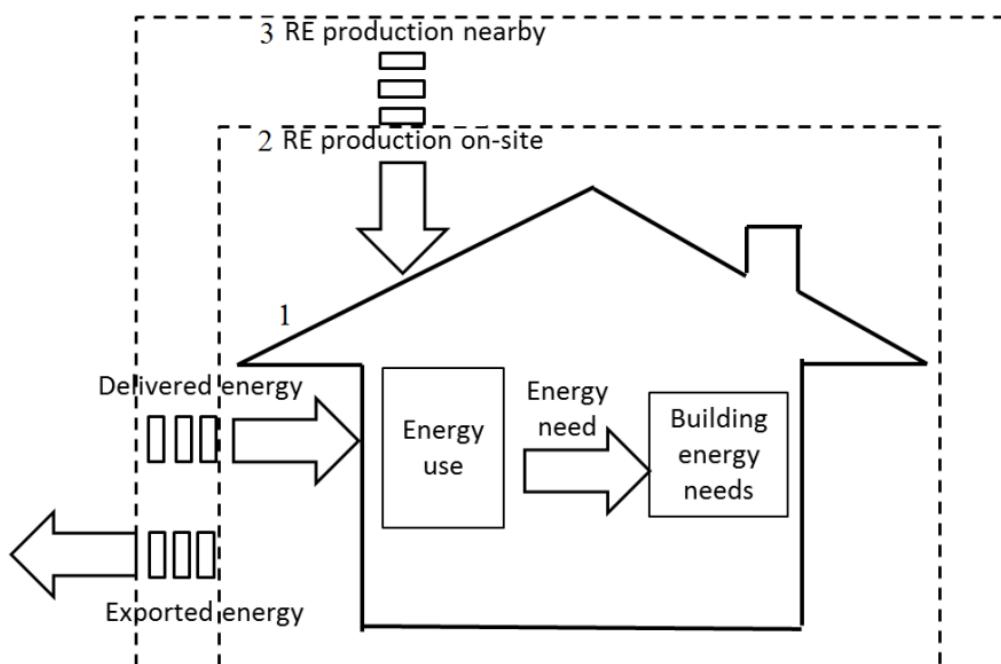 3 RE production nearby
2 RE production on-site
1
Delivered energy
Energy
use
Energy
need
Building
energy
needs
Exported energy